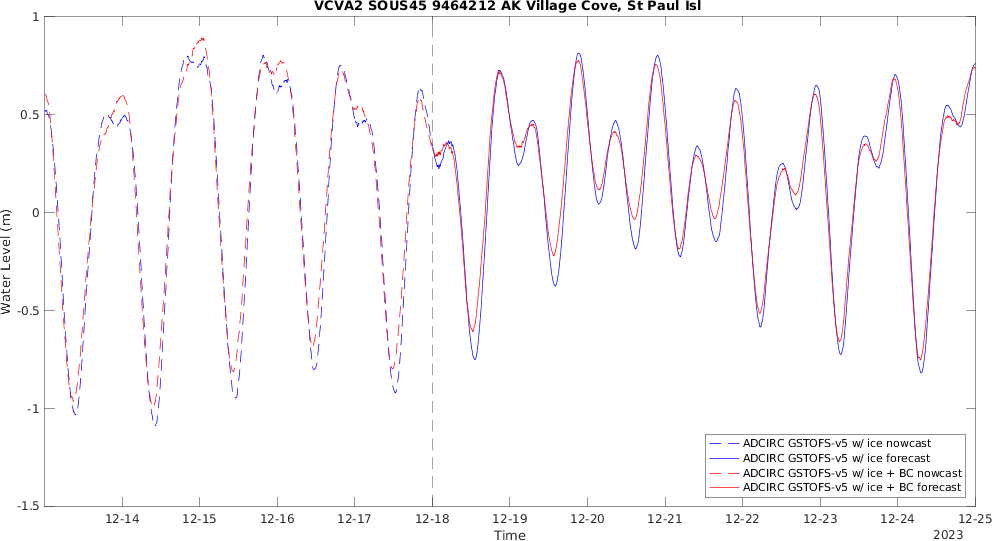 VCVA2 SOUS45 9464212 AK Village Cove, St Paul Isl
1
0.5
0
-0.5
-1
-1.5
Water Level (m)
12-14
12-15
12-16
12-17
12-18
12-19
12-20
12-21
12-22
12-23
12-24
12-25
Time
2023
ADCIRC GSTOFS-v5 w/ ice nowcast
ADCIRC GSTOFS-v5 w/ ice forecast
ADCIRC GSTOFS-v5 w/ ice + BC nowcast
ADCIRC GSTOFS-v5 w/ ice + BC forecast